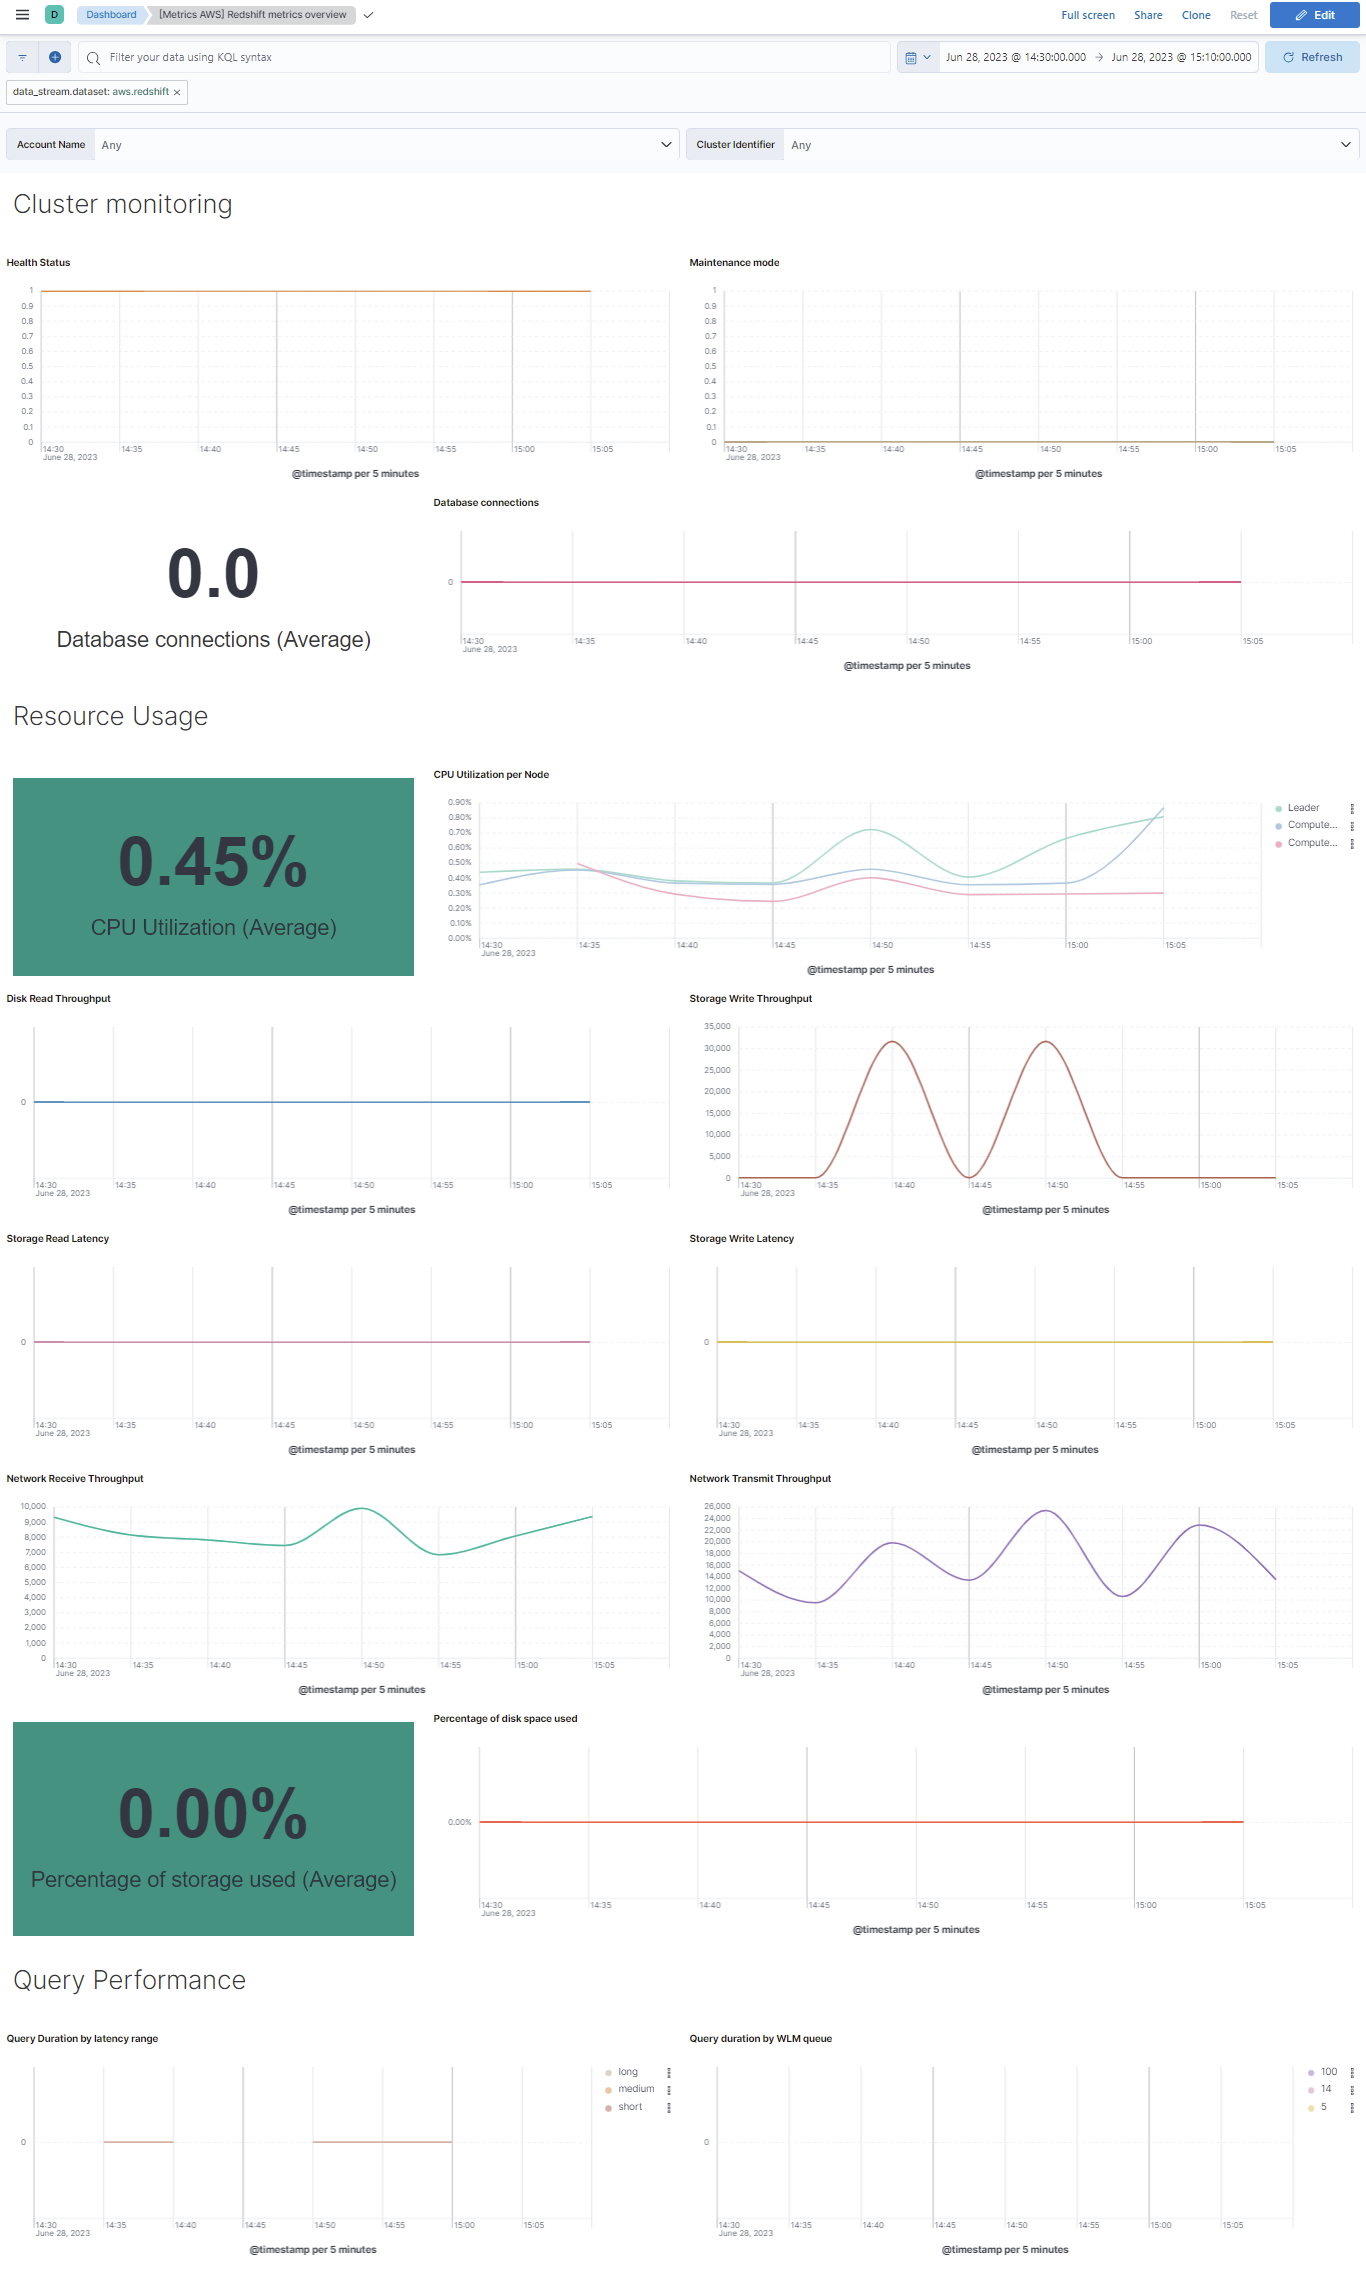 D Dashboard [Metrics AWS] Redshift metrics overview Full screen Share Clone Reset Edit
Filter your data using KQL syntax Jun 28, 2023 @ 14:30:00.000 → Jun 28, 2023 @ 15:10:00.000 Refresh
data_stream.dataset: aws.redshift ×
Account Name Any Cluster Identifier Any
Cluster monitoring
Health Status
1
0.9
0.8
0.7
0.6
0.5
0.4
0.3
0.2
0.1
0
14:30 14:35 14:40 14:45 14:50 14:55 15:00 15:05
June 28, 2023
@timestamp per 5 minutes
Maintenance mode
1
0.9
0.8
0.7
0.6
0.5
0.4
0.3
0.2
0.1
0
14:30 14:35 14:40 14:45 14:50 14:55 15:00 15:05
June 28, 2023
@timestamp per 5 minutes
0.0
Database connections (Average)
Database connections
0
14:30 14:35 14:40 14:45 14:50 14:55 15:00 15:05
June 28, 2023
@timestamp per 5 minutes
Resource Usage
0.45%
CPU Utilization (Average)
CPU Utilization per Node
0.90%
0.80%
0.70%
0.60%
0.50%
0.40%
0.30%
0.20%
0.10%
0.00%
14:30 14:35 14:40 14:45 14:50 14:55 15:00 15:05
June 28, 2023
@timestamp per 5 minutes
Leader
Compute...
Compute...
Disk Read Throughput
0
14:30 14:35 14:40 14:45 14:50 14:55 15:00 15:05
June 28, 2023
@timestamp per 5 minutes
Storage Write Throughput
35,000
30,000
25,000
20,000
15,000
10,000
5,000
0
14:30 14:35 14:40 14:45 14:50 14:55 15:00 15:05
June 28, 2023
@timestamp per 5 minutes
Storage Read Latency
0
14:30 14:35 14:40 14:45 14:50 14:55 15:00 15:05
June 28, 2023
@timestamp per 5 minutes
Storage Write Latency
0
14:30 14:35 14:40 14:45 14:50 14:55 15:00 15:05
June 28, 2023
@timestamp per 5 minutes
Network Receive Throughput
10,000
9,000
8,000
7,000
6,000
5,000
4,000
3,000
2,000
1,000
0
14:30 14:35 14:40 14:45 14:50 14:55 15:00 15:05
June 28, 2023
@timestamp per 5 minutes
Network Transmit Throughput
26,000
24,000
22,000
20,000
18,000
16,000
14,000
12,000
10,000
8,000
6,000
4,000
2,000
0
14:30 14:35 14:40 14:45 14:50 14:55 15:00 15:05
June 28, 2023
@timestamp per 5 minutes
0.00%
Percentage of storage used (Average)
Percentage of disk space used
0.00%
14:30 14:35 14:40 14:45 14:50 14:55 15:00 15:05
June 28, 2023
@timestamp per 5 minutes
Query Performance
Query Duration by latency range
0
14:30 14:35 14:40 14:45 14:50 14:55 15:00 15:05
June 28, 2023
@timestamp per 5 minutes
long
medium
short
Query duration by WLM queue
0
14:30 14:35 14:40 14:45 14:50 14:55 15:00 15:05
June 28, 2023
@timestamp per 5 minutes
100
14
5